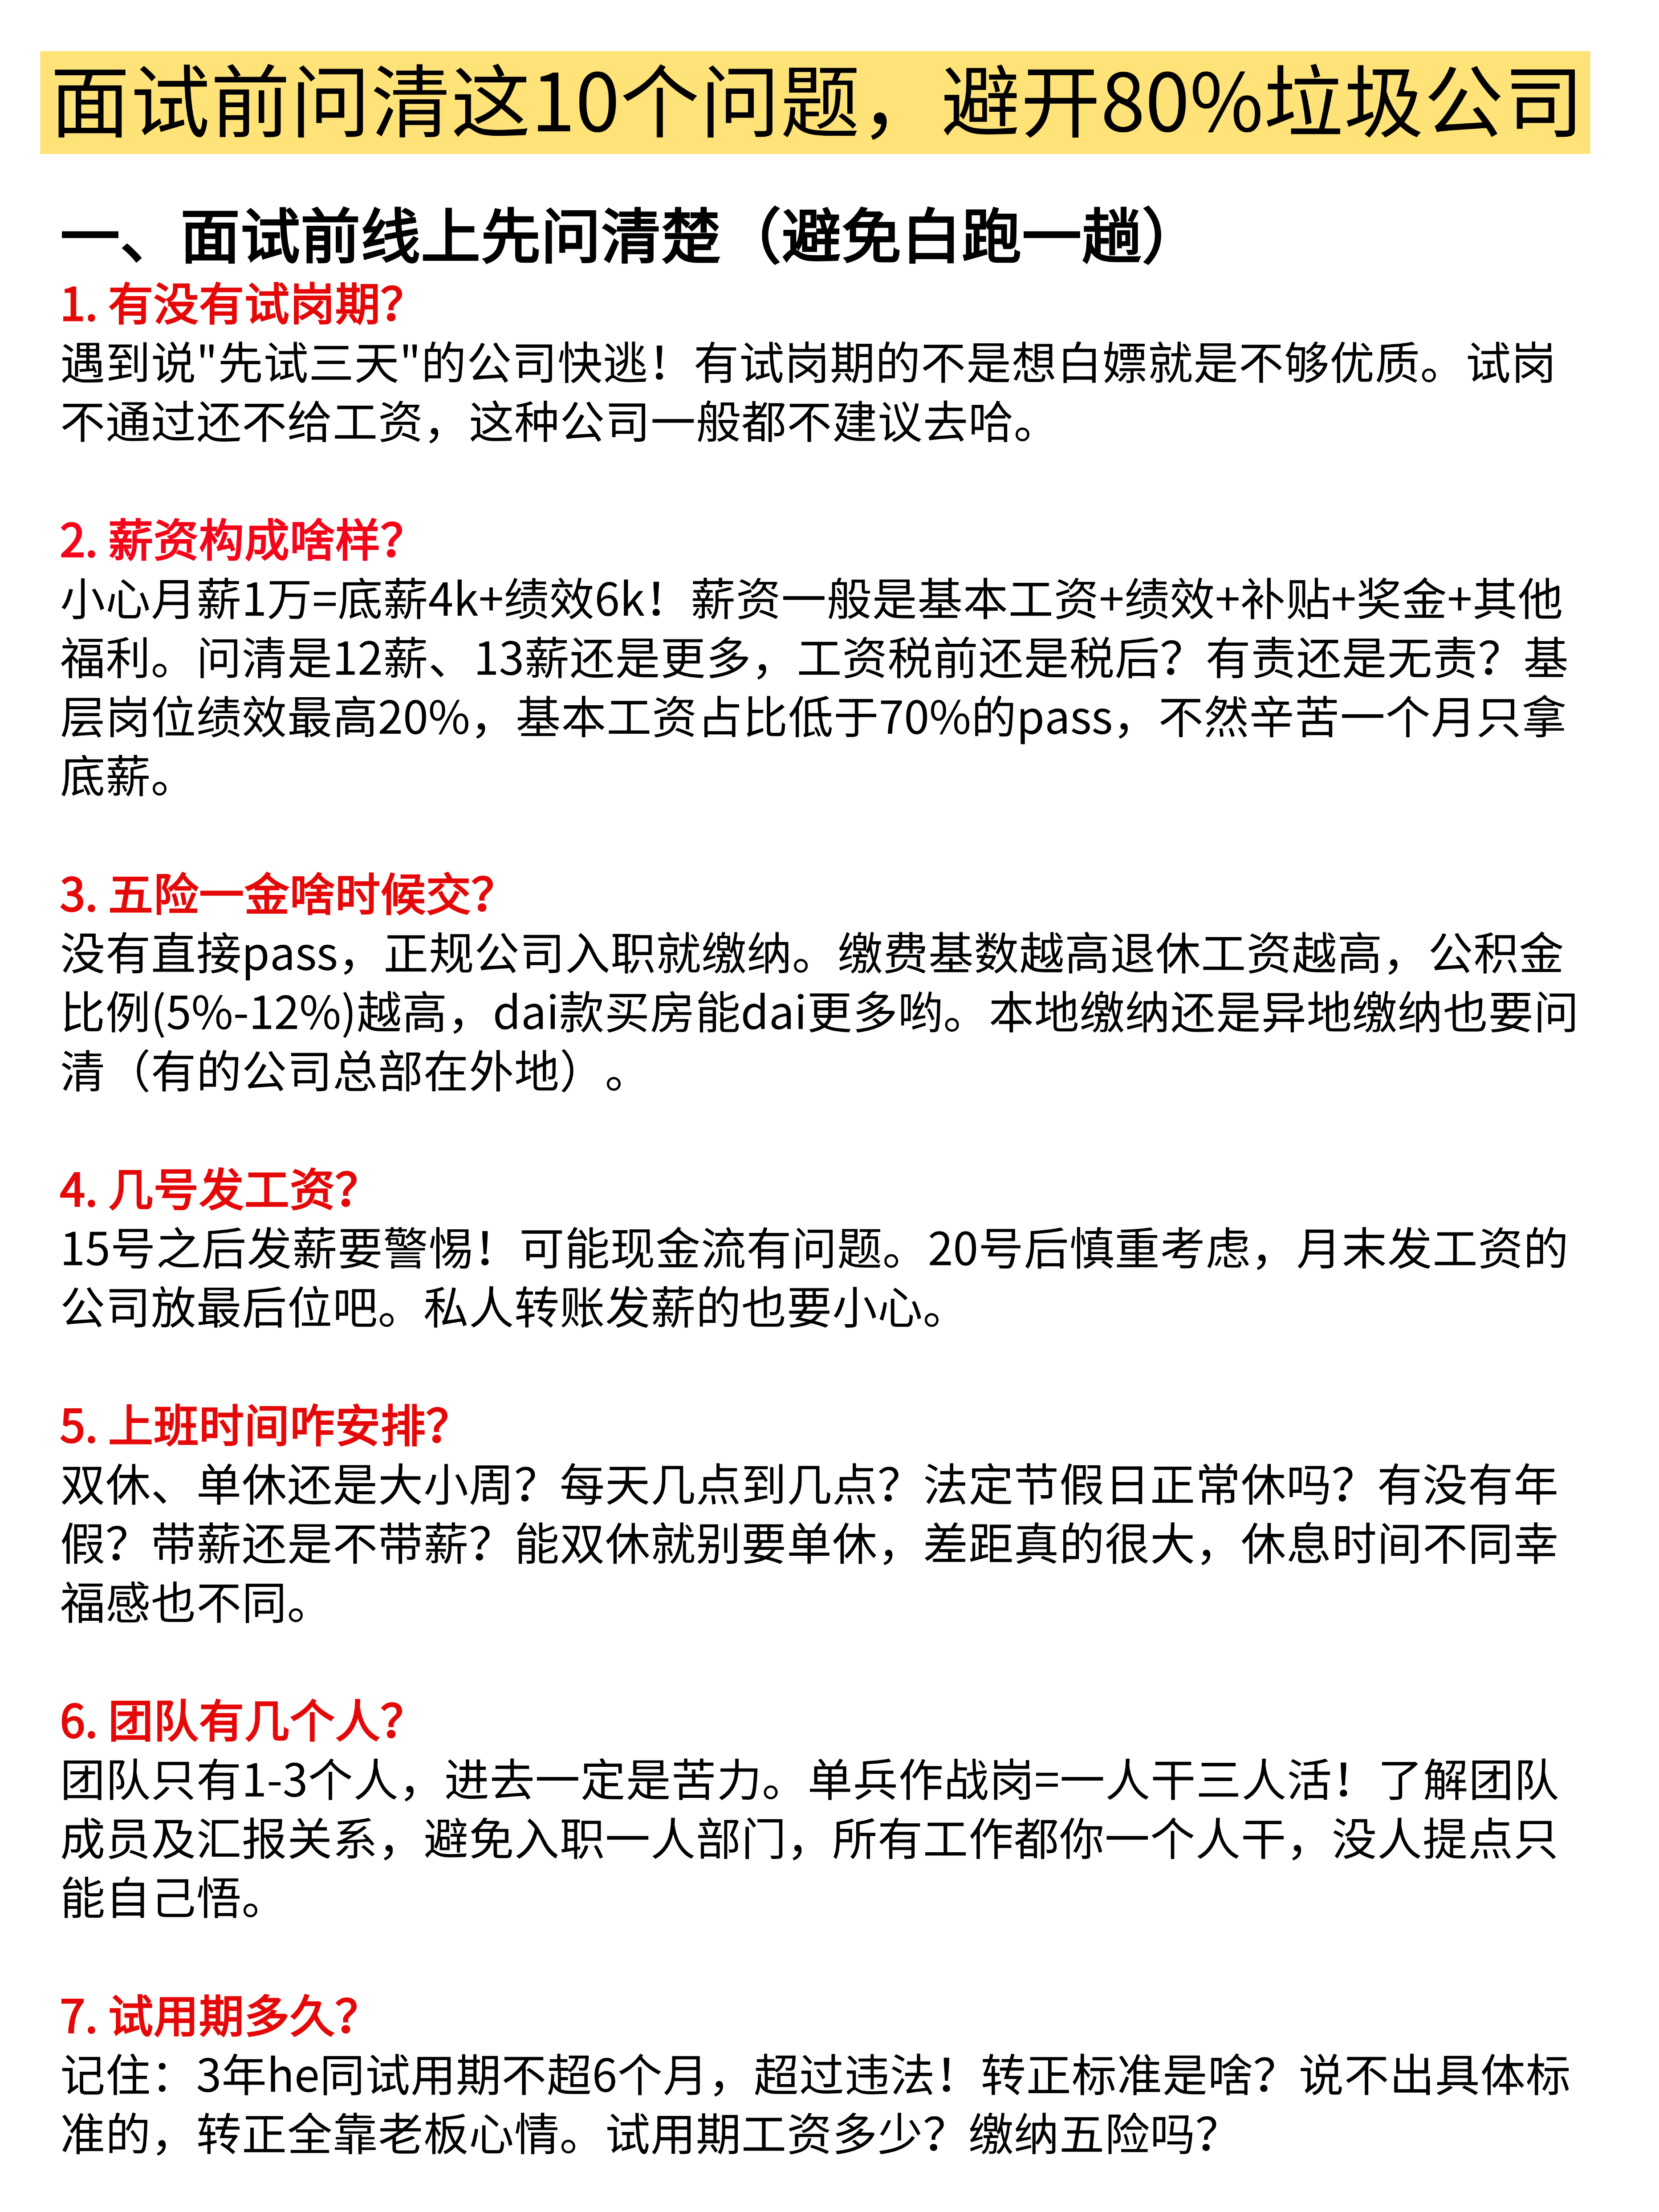 面试前问清这10个问题，避开80%垃圾公司
一、面试前线上先问清楚（避免白跑一趟）
1. 有没有试岗期？
遇到说"先试三天"的公司快逃！有试岗期的不是想白嫖就是不够优质。试岗
不通过还不给工资，这种公司一般都不建议去哈。
2. 薪资构成啥样？
小心月薪1万=底薪4k+绩效6k！薪资一般是基本工资+绩效+补贴+奖金+其他
福利。问清是12薪、13薪还是更多，工资税前还是税后？有责还是无责？基
层岗位绩效最高20%，基本工资占比低于70%的pass，不然辛苦一个月只拿
底薪。
3. 五险一金啥时候交？
没有直接pass，正规公司入职就缴纳。缴费基数越高退休工资越高，公积金
比例(5%-12%)越高，dai款买房能dai更多哟。本地缴纳还是异地缴纳也要问
清（有的公司总部在外地）。
4. 几号发工资？
15号之后发薪要警惕！可能现金流有问题。20号后慎重考虑，月末发工资的
公司放最后位吧。私人转账发薪的也要小心。
5. 上班时间咋安排？
双休、单休还是大小周？每天几点到几点？法定节假日正常休吗？有没有年
假？带薪还是不带薪？能双休就别要单休，差距真的很大，休息时间不同幸
福感也不同。
6. 团队有几个人？
团队只有1-3个人，进去一定是苦力。单兵作战岗=一人干三人活！了解团队
成员及汇报关系，避免入职一人部门，所有工作都你一个人干，没人提点只
能自己悟。
7. 试用期多久？
记住：3年he同试用期不超6个月，超过违法！转正标准是啥？说不出具体标
准的，转正全靠老板心情。试用期工资多少？缴纳五险吗？